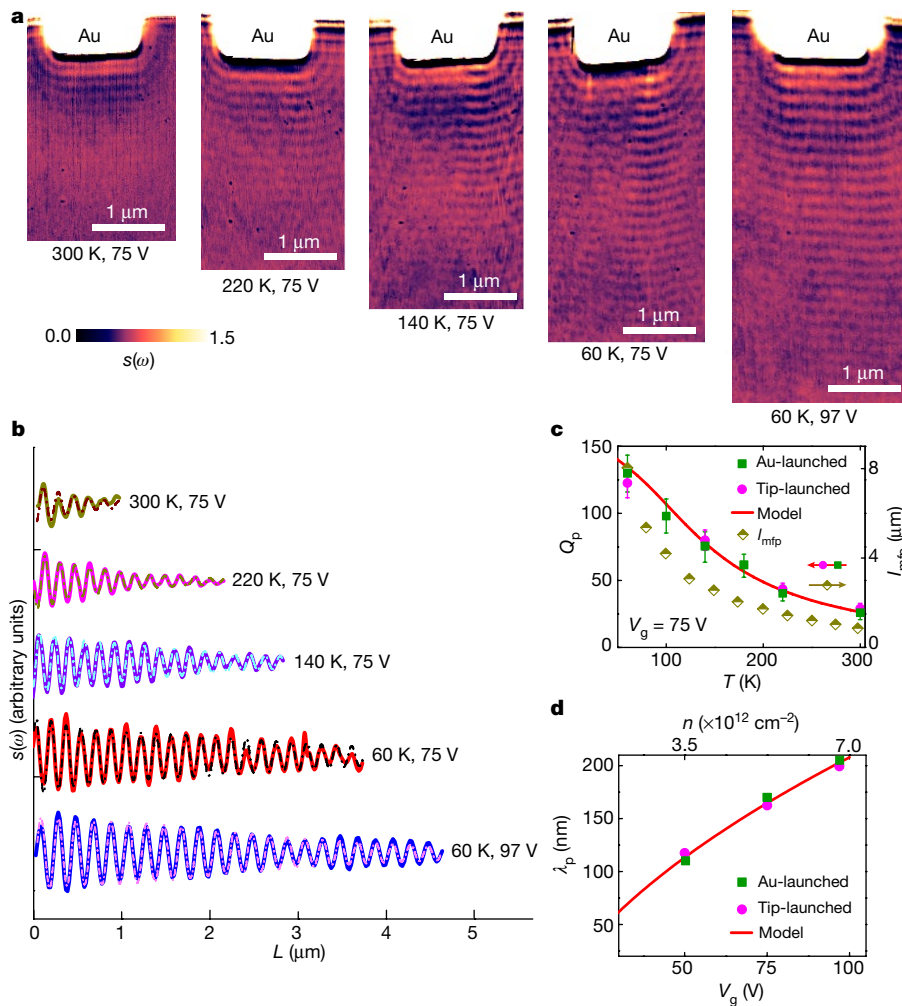 a
Au
Au
Au
Au
Au
1 μm
1 μm
1 μm
1 μm
1 μm
300 K, 75 V
220 K, 75 V
140 K, 75 V
60 K, 75 V
60 K, 97 V
0.0
1.5
s(ω)
b
s(ω) (arbitrary units)
300 K, 75 V
220 K, 75 V
140 K, 75 V
60 K, 75 V
60 K, 97 V
0 1 2 3 4 5
L (μm)
c
150
100
50
0
Qp
Au-launched
Tip-launched
Model
lmfp
Vg = 75 V
8
4
0
lmfp (μm)
100 200 300
T (K)
d
n (×10¹² cm⁻²)
3.5 7.0
200
150
100
50
λp (nm)
Au-launched
Tip-launched
Model
50 75 100
Vg (V)